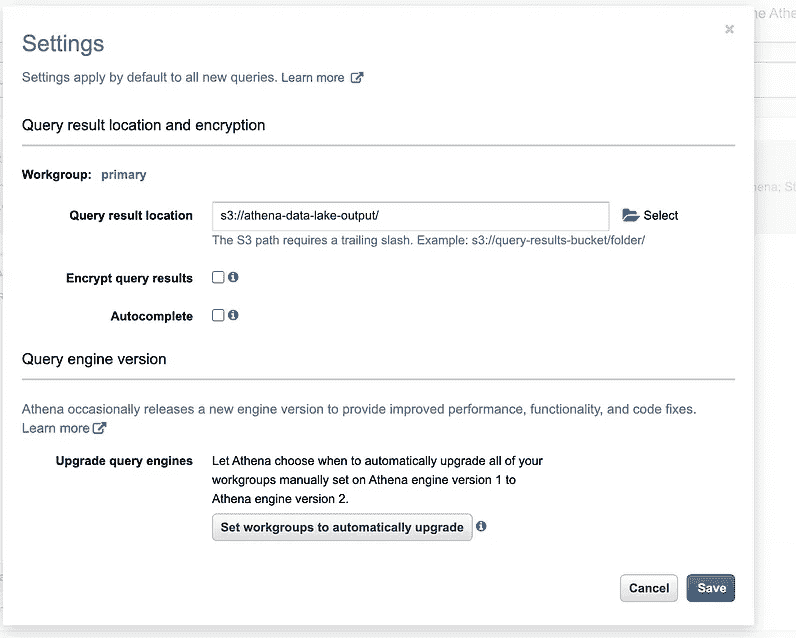 he Athe
Settings
Settings apply by default to all new queries. Learn more
Query result location and encryption
Workgroup: primary
ena; St
Query result location s3://athena-data-lake-output/ Select
The S3 path requires a trailing slash. Example: s3://query-results-bucket/folder/
Encrypt query results
Autocomplete
Query engine version
Athena occasionally releases a new engine version to provide improved performance, functionality, and code fixes.
Learn more
Upgrade query engines Let Athena choose when to automatically upgrade all of your
workgroups manually set on Athena engine version 1 to
Athena engine version 2.
Set workgroups to automatically upgrade
Cancel Save